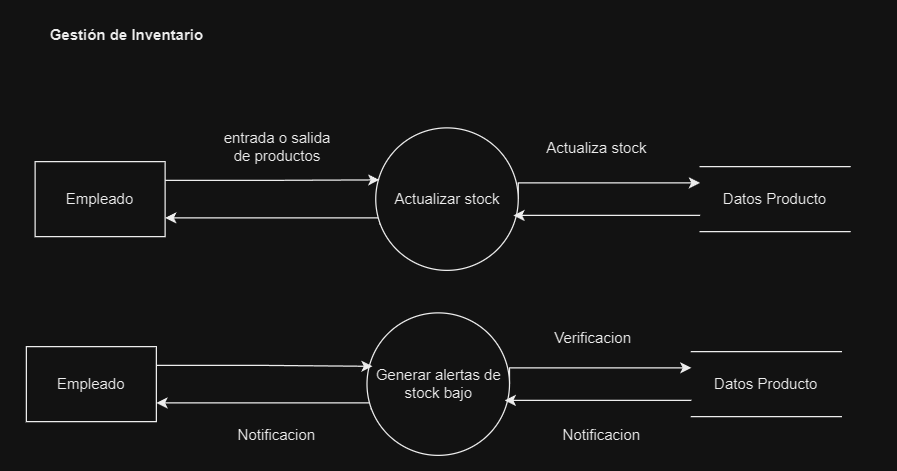 Gestión de Inventario
entrada o salida
de productos
Actualiza stock
Empleado
Actualizar stock
Datos Producto
Verificacion
Empleado
Generar alertas de
stock bajo
Datos Producto
Notificacion
Notificacion